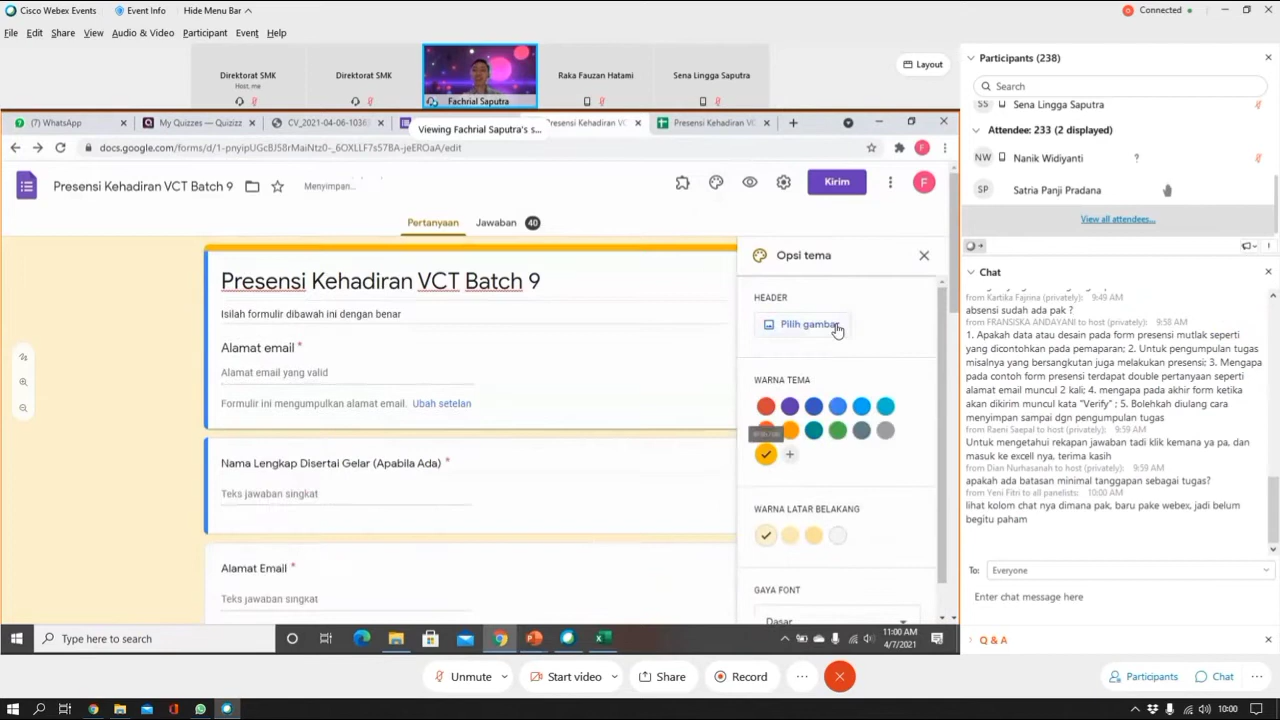 Cisco Webex Events
Event Info
Hide Menu Bar
Connected
File Edit Share View Audio & Video Participant Event Help
Direktorat SMK
Host, me
Direktorat SMK
Fachrial Saputra
Raka Fauzan Hatami
Sena Lingga Saputra
Layout
(7) WhatsApp
My Quizzes — Quizizz
CV_2021-04-06-1036
Viewing Fachrial Saputra's s...
Presensi Kehadiran VC
Presensi Kehadiran VC
docs.google.com/forms/d/1-pnyipUGcBJ58rMaiNtz0-_6OXLLF7s57BA-jeEROaA/edit
F
Presensi Kehadiran VCT Batch 9
Menyimpan...
Kirim
F
Pertanyaan
Jawaban 40
Presensi Kehadiran VCT Batch 9
Isilah formulir dibawah ini dengan benar
Alamat email *
Alamat email yang valid
Formulir ini mengumpulkan alamat email. Ubah setelan
Nama Lengkap Disertai Gelar (Apabila Ada) *
Teks jawaban singkat
Alamat Email *
Teks jawaban singkat
Opsi tema
HEADER
Pilih gambar
WARNA TEMA
WARNA LATAR BELAKANG
GAYA FONT
Dasar
Type here to search
11:00 AM
4/7/2021
Participants (238)
Search
SS Sena Lingga Saputra
Attendee: 233 (2 displayed)
NW Nanik Widiyanti ?
SP Satria Panji Pradana
View all attendees...
Chat
from Kartika Fajrina (privately): 9:49 AM
absensi sudah ada pak ?
from FRANSISKA ANDAYANI to host (privately): 9:58 AM
1. Apakah data atau desain pada form presensi mutlak seperti
yang dicontohkan pada pemaparan; 2. Untuk pengumpulan tugas
misalnya yang bersangkutan juga melakukan presensi; 3. Mengapa
pada contoh form presensi terdapat double pertanyaan seperti
alamat email muncul 2 kali; 4. mengapa pada akhir form ketika
akan dikirim muncul kata "Verify" ; 5. Bolehkah diulang cara
menyimpan sampai dgn pengumpulan tugas
from Raeni Saepal to host (privately): 9:59 AM
Untuk mengetahui rekapan jawaban tadi klik kemana ya pa, dan
masuk ke excell nya, terima kasih
from Dian Nurhasanah to host (privately): 9:59 AM
apakah ada batasan minimal tanggapan sebagai tugas?
from Yeni Fitri to all panelists: 10:00 AM
lihat kolom chat nya dimana pak, baru pake webex, jadi belum
begitu paham
To: Everyone
Enter chat message here
Q & A
Unmute
Start video
Share
Record
Participants
Chat
10:00